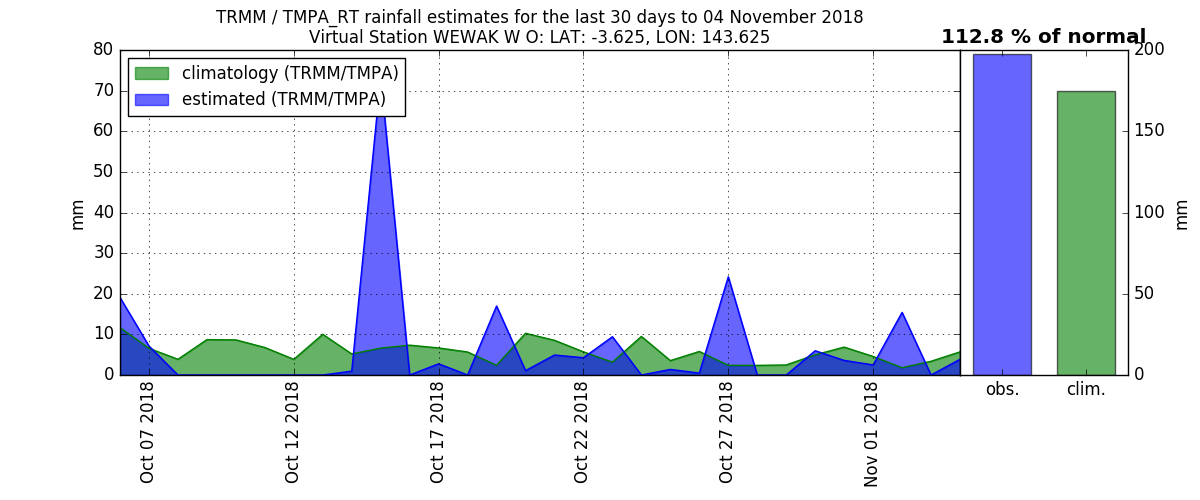 TRMM / TMPA_RT rainfall estimates for the last 30 days to 04 November 2018
Virtual Station WEWAK W O: LAT: -3.625, LON: 143.625
112.8 % of normal
climatology (TRMM/TMPA)
estimated (TRMM/TMPA)
80
70
60
50
40
30
20
10
0
mm
Oct 07 2018
Oct 12 2018
Oct 17 2018
Oct 22 2018
Oct 27 2018
Nov 01 2018
obs.
clim.
200
150
100
50
0
mm